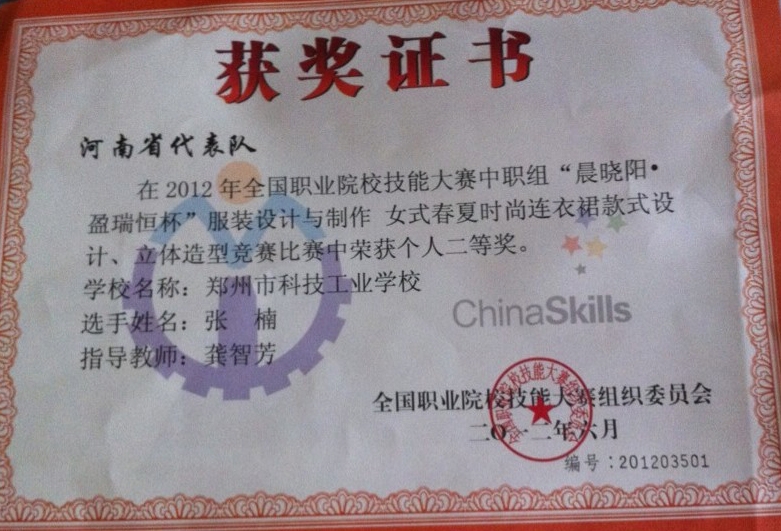 获奖证书
河南省代表队
在2012年全国职业院校技能大赛中职组“晨晓阳•
盈瑞恒杯”服装设计与制作 女式春夏时尚连衣裙款式设
计、立体造型竞赛比赛中荣获个人二等奖。
学校名称：郑州市科技工业学校
选手姓名：张 楠
指导教师：龚智芳
ChinaSkills
全国职业院校技能大赛组织委员会
二〇一二年六月
编号：201203501